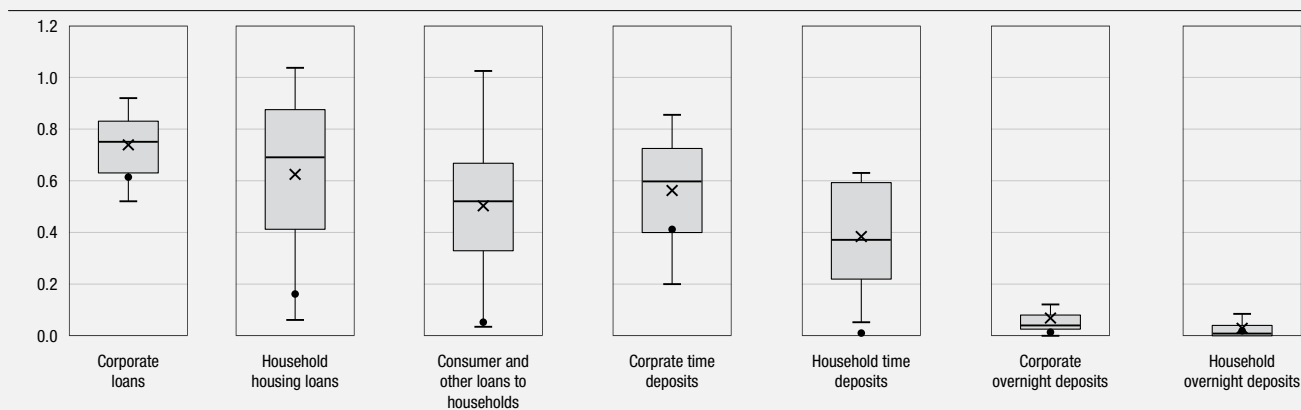 1.2
1.0
0.8
0.6
0.4
0.2
0.0
Corporate
loans
Household
housing loans
Consumer and
other loans to
households
Corprate time
deposits
Household time
deposits
Corporate
overnight deposits
Household
overnight deposits